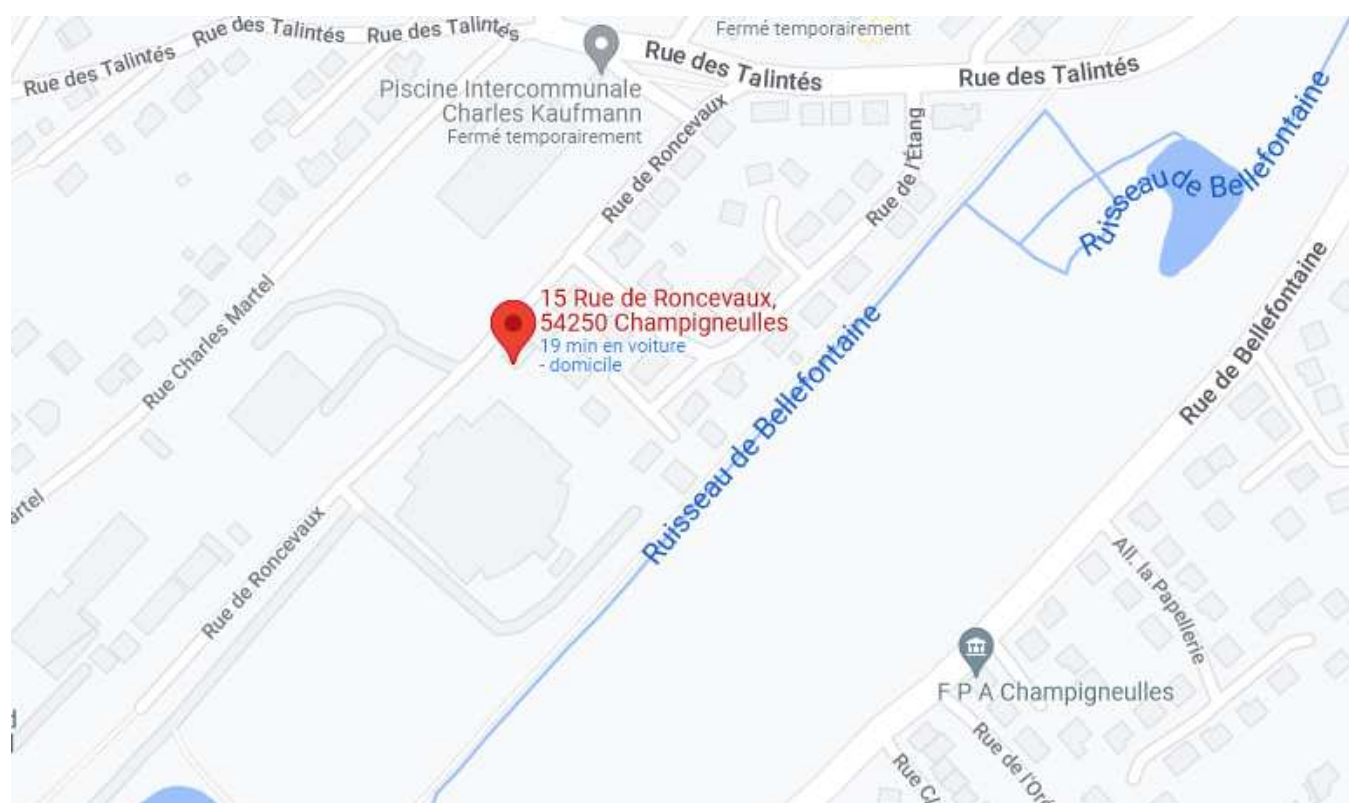 Rue des Talintés
Rue des Talintés
Rue des Talintés
Fermé temporairement
Rue des Talintés
Rue des Talintés
Piscine Intercommunale
Charles Kaufmann
Fermé temporairement
Rue de Roncevaux
Rue de l'Étang
Ruisseau de Bellefontaine
Rue Charles Martel
15 Rue de Roncevaux,
54250 Champigneulles
19 min en voiture
- domicile
Ruisseau de Bellefontaine
Rue de Bellefontaine
artel
Rue de Roncevaux
All. la Papellerie
F P A Champigneulles
Rue de l'Oré
Rue C